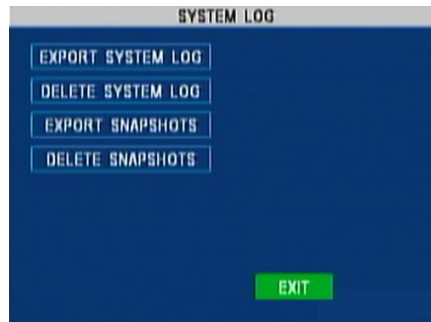 SYSTEM LOG
EXPORT SYSTEM LOG
DELETE SYSTEM LOG
EXPORT SNAPSHOTS
DELETE SNAPSHOTS
EXIT